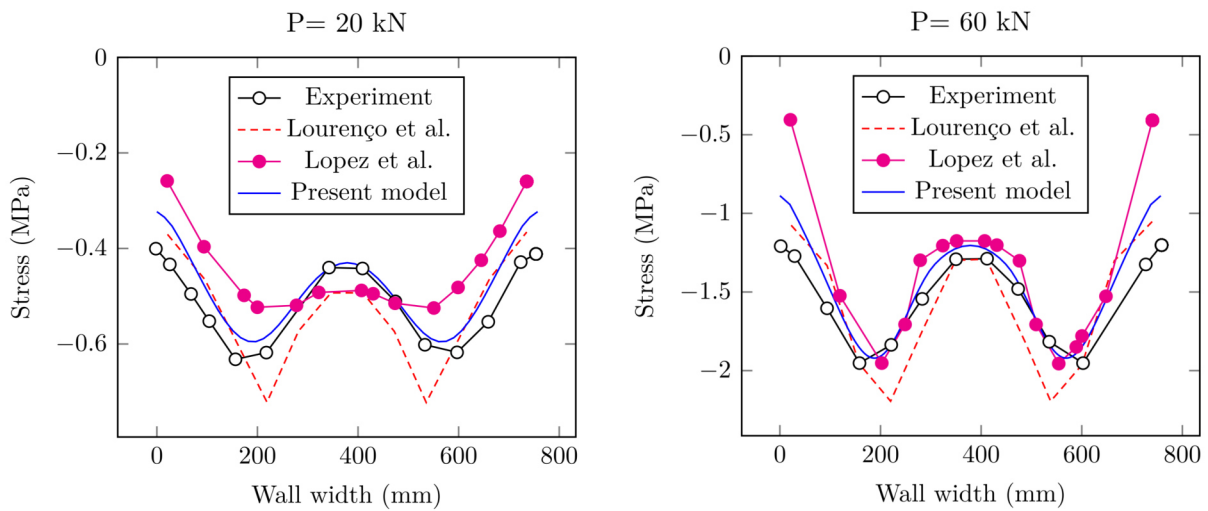 P= 20 kN
0
−0.2
−0.4
−0.6
Stress (MPa)
Experiment
Lourenço et al.
Lopez et al.
Present model
0 200 400 600 800
Wall width (mm)
P= 60 kN
0
−0.5
−1
−1.5
−2
Stress (MPa)
Experiment
Lourenço et al.
Lopez et al.
Present model
0 200 400 600 800
Wall width (mm)